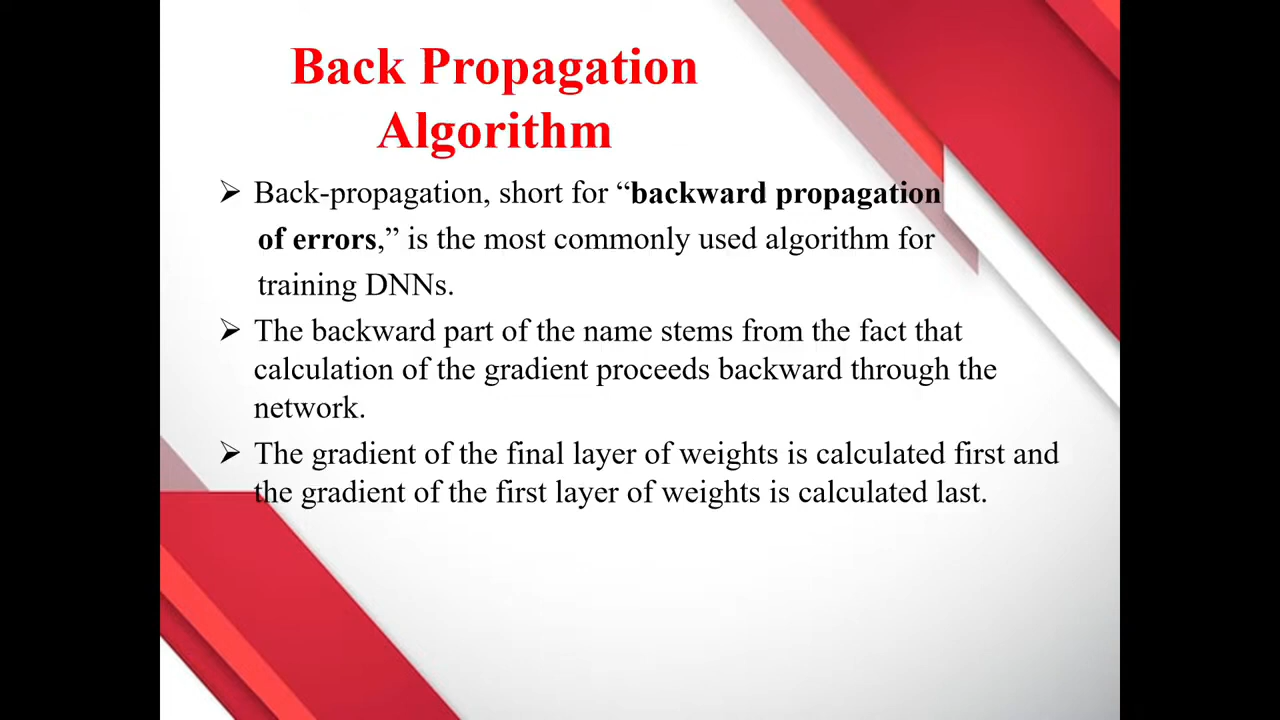 Back Propagation
Algorithm
➢ Back-propagation, short for “backward propagation
of errors,” is the most commonly used algorithm for
training DNNs.
➢ The backward part of the name stems from the fact that
calculation of the gradient proceeds backward through the
network.
➢ The gradient of the final layer of weights is calculated first and
the gradient of the first layer of weights is calculated last.